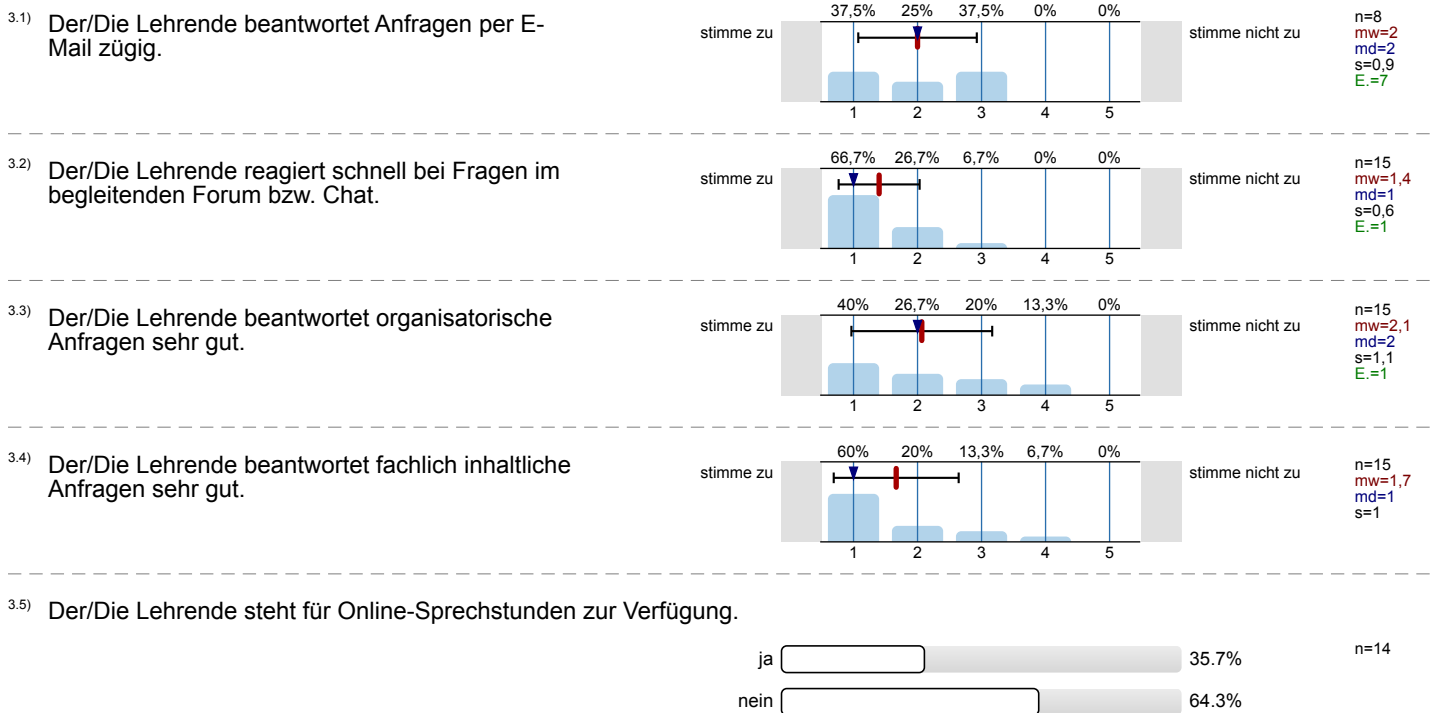 3.1) Der/Die Lehrende beantwortet Anfragen per E-
Mail zügig.
stimme zu
37,5% 25% 37,5% 0% 0%
1 2 3 4 5
stimme nicht zu
n=8
mw=2
md=2
s=0,9
E.=7
3.2) Der/Die Lehrende reagiert schnell bei Fragen im
begleitenden Forum bzw. Chat.
stimme zu
66,7% 26,7% 6,7% 0% 0%
1 2 3 4 5
stimme nicht zu
n=15
mw=1,4
md=1
s=0,6
E.=1
3.3) Der/Die Lehrende beantwortet organisatorische
Anfragen sehr gut.
stimme zu
40% 26,7% 20% 13,3% 0%
1 2 3 4 5
stimme nicht zu
n=15
mw=2,1
md=2
s=1,1
E.=1
3.4) Der/Die Lehrende beantwortet fachlich inhaltliche
Anfragen sehr gut.
stimme zu
60% 20% 13,3% 6,7% 0%
1 2 3 4 5
stimme nicht zu
n=15
mw=1,7
md=1
s=1
3.5) Der/Die Lehrende steht für Online-Sprechstunden zur Verfügung.
ja 35.7%
n=14
nein 64.3%